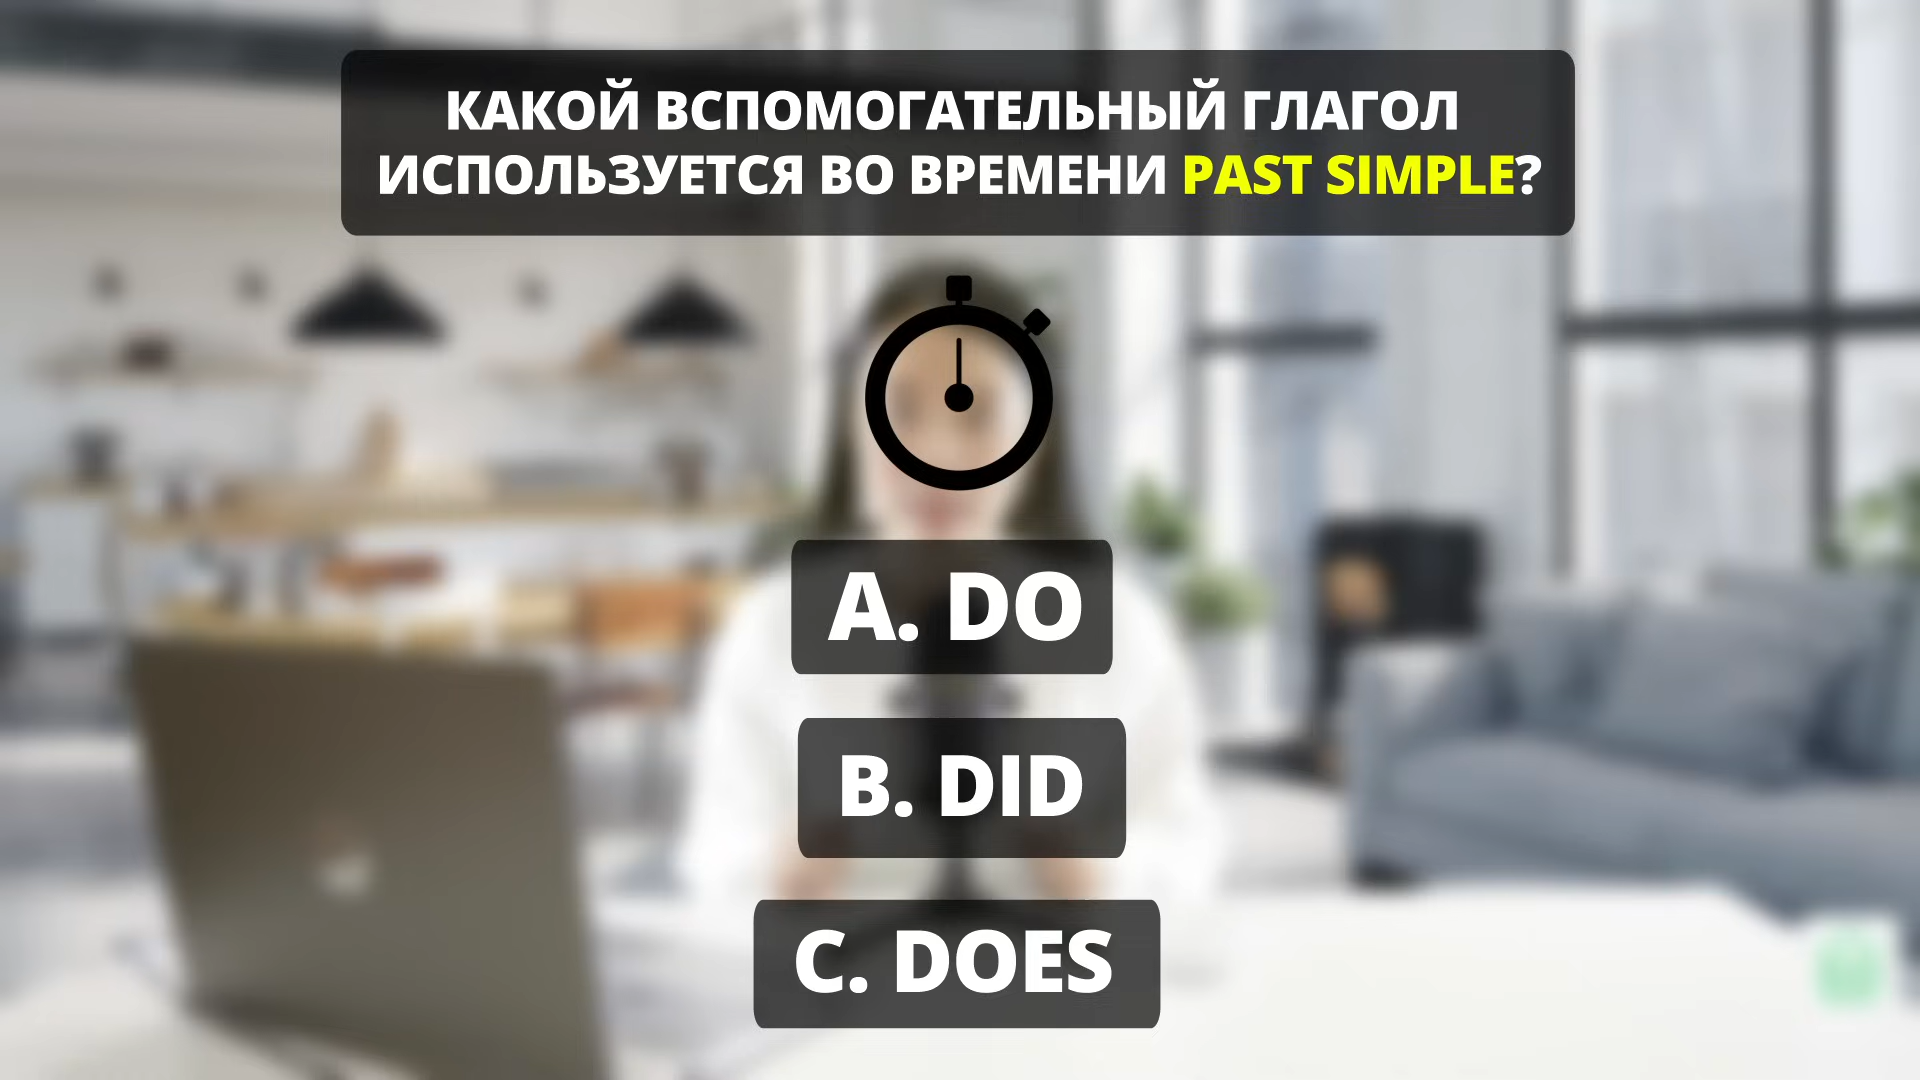 КАКОЙ ВСПОМОГАТЕЛЬНЫЙ ГЛАГОЛ
ИСПОЛЬЗУЕТСЯ ВО ВРЕМЕНИ PAST SIMPLE?
A. DO
B. DID
C. DOES